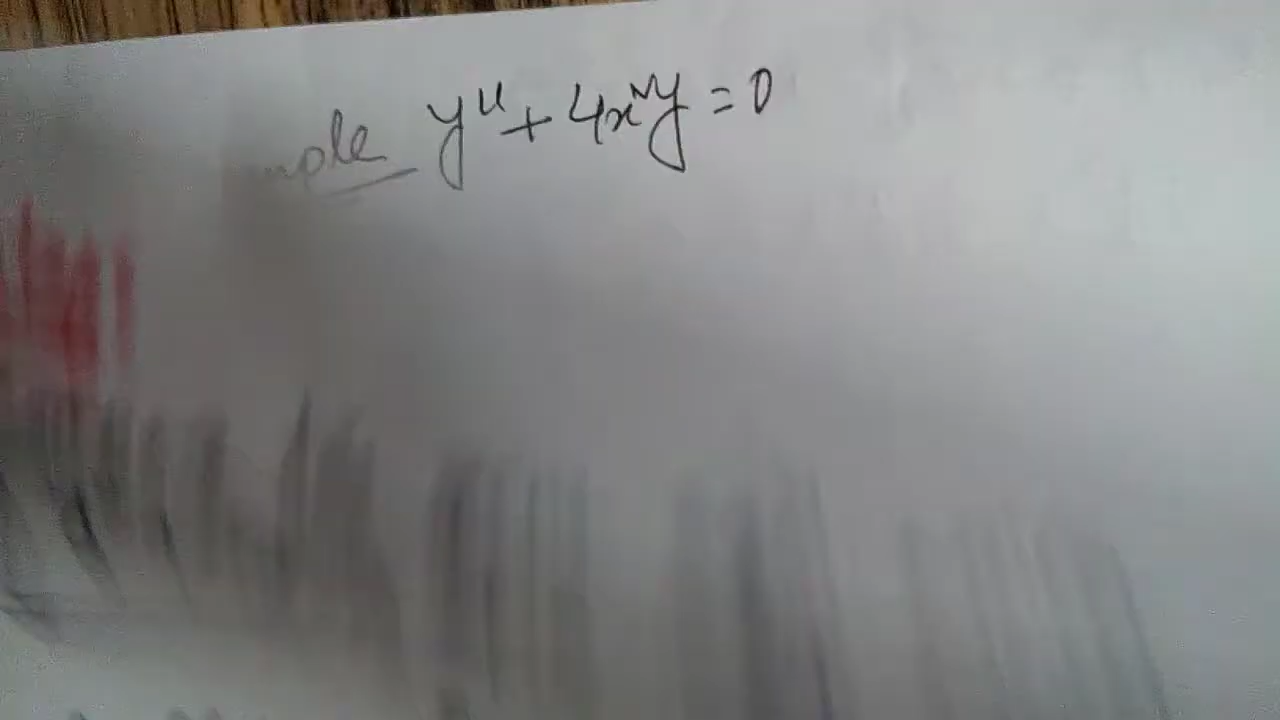 y'' + 4x²y = 0